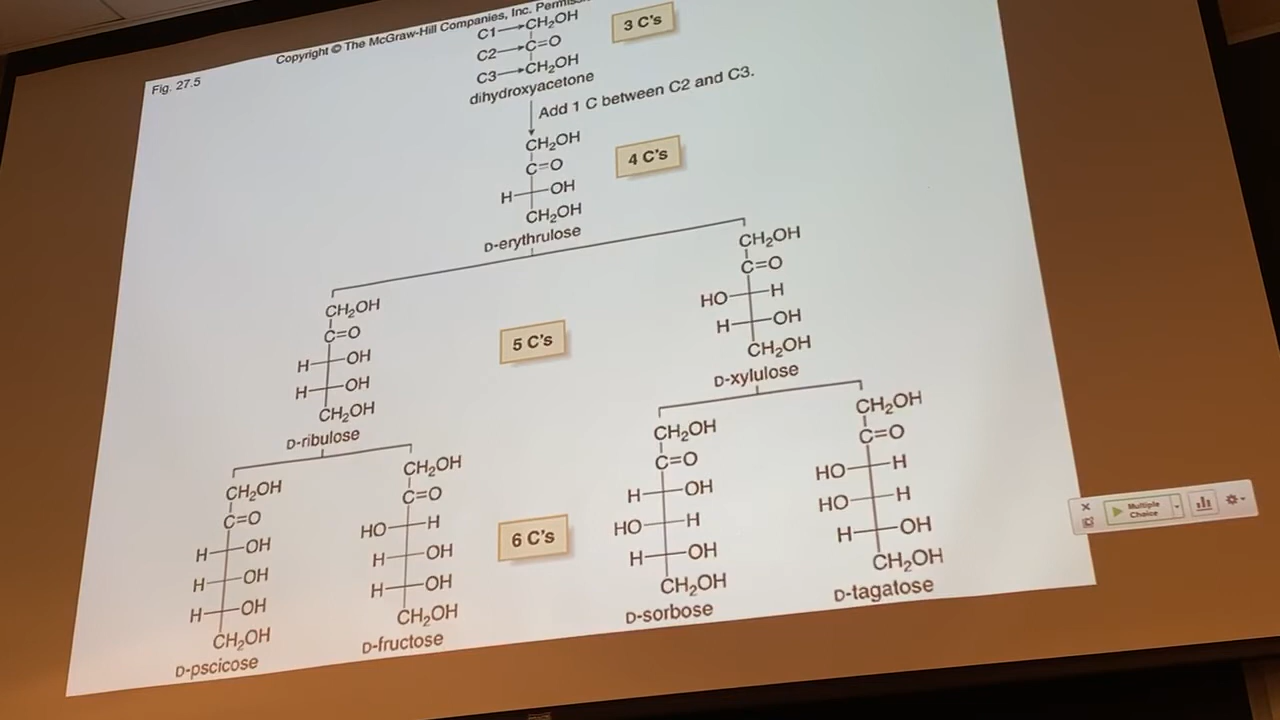 Copyright © The McGraw-Hill Companies, Inc.
Fig. 27.5
C1→CH₂OH
C2→C=O
C3→CH₂OH
dihydroxyacetone
3 C's
Add 1 C between C2 and C3.
CH₂OH
C=O
H OH
CH₂OH
D-erythrulose
4 C's
CH₂OH
C=O
H OH
H OH
CH₂OH
D-ribulose
5 C's
CH₂OH
C=O
HO H
H OH
CH₂OH
D-xylulose
CH₂OH
C=O
H OH
H OH
H OH
CH₂OH
D-pscicose
CH₂OH
C=O
HO H
H OH
H OH
CH₂OH
D-fructose
6 C's
CH₂OH
C=O
H OH
HO H
H OH
CH₂OH
D-sorbose
CH₂OH
C=O
HO H
HO H
H OH
CH₂OH
D-tagatose
Multiple
Choice